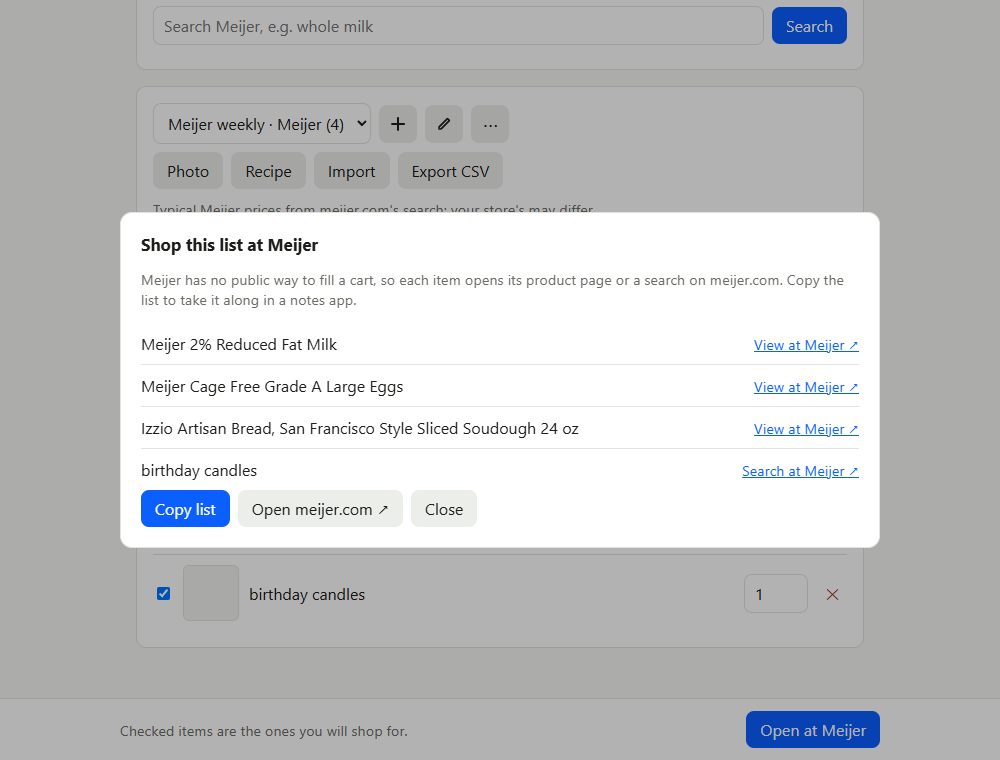 Search Meijer, e.g. whole milk
Search
Meijer weekly · Meijer (4)
+
...
Photo
Recipe
Import
Export CSV
Typical Meijer prices from meijer.com's search; your store's may differ.
Shop this list at Meijer
Meijer has no public way to fill a cart, so each item opens its product page or a search on meijer.com. Copy the
list to take it along in a notes app.
Meijer 2% Reduced Fat Milk
View at Meijer ↗
Meijer Cage Free Grade A Large Eggs
View at Meijer ↗
Izzio Artisan Bread, San Francisco Style Sliced Soudough 24 oz
View at Meijer ↗
birthday candles
Search at Meijer ↗
Copy list
Open meijer.com ↗
Close
birthday candles
1
Checked items are the ones you will shop for.
Open at Meijer